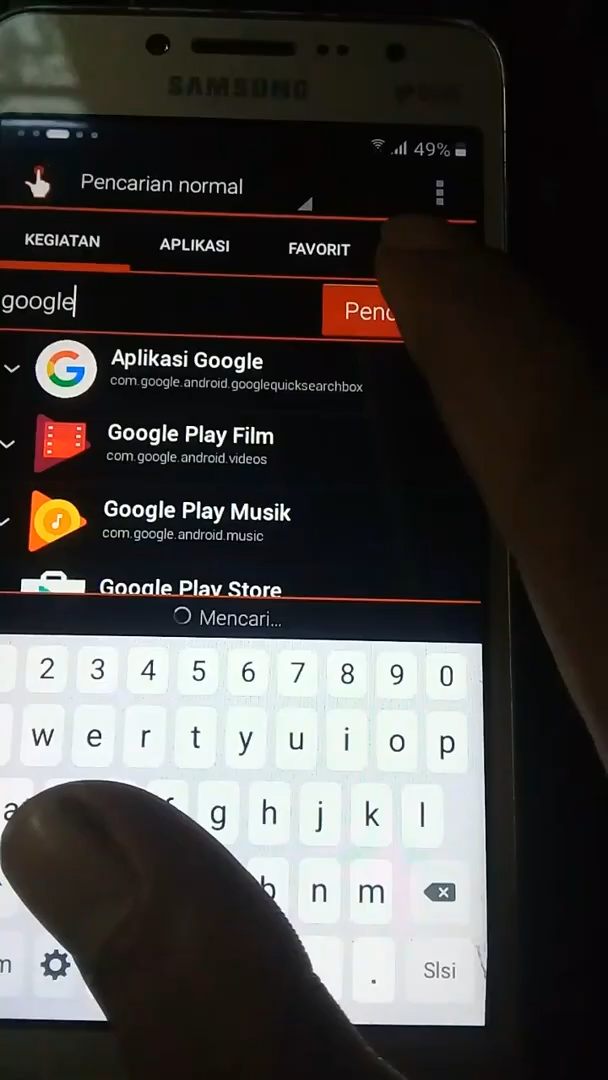 SAMSUNG
49%
Pencarian normal
KEGIATAN APLIKASI FAVORIT
google
Penc
Aplikasi Google
com.google.android.googlequicksearchbox
Google Play Film
com.google.android.videos
Google Play Musik
com.google.android.music
Google Play Store
Mencari...
2 3 4 5 6 7 8 9 0
w e r t y u i o p
a g h j k l
b n m
m . Slsi